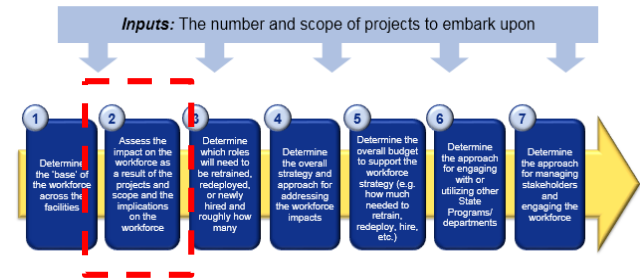 Inputs: The number and scope of projects to embark upon
1
Determine
the 'base' of
the workforce
across the
facilities
2
Assess the
impact on the
workforce as
a result of the
projects and
scope and the
implications
on the
workforce
3
Determine
which roles
will need to
be retrained,
redeployed,
or newly
hired and
roughly how
many
4
Determine
the overall
strategy and
approach for
addressing
the workforce
impacts
5
Determine the
overall budget
to support the
workforce
strategy (e.g.
how much
needed to
retrain,
redeploy, hire,
etc.)
6
Determine
the approach
for engaging
with or
utilizing other
State
Programs/
departments
7
Determine
the approach
for managing
stakeholders
and
engaging the
workforce